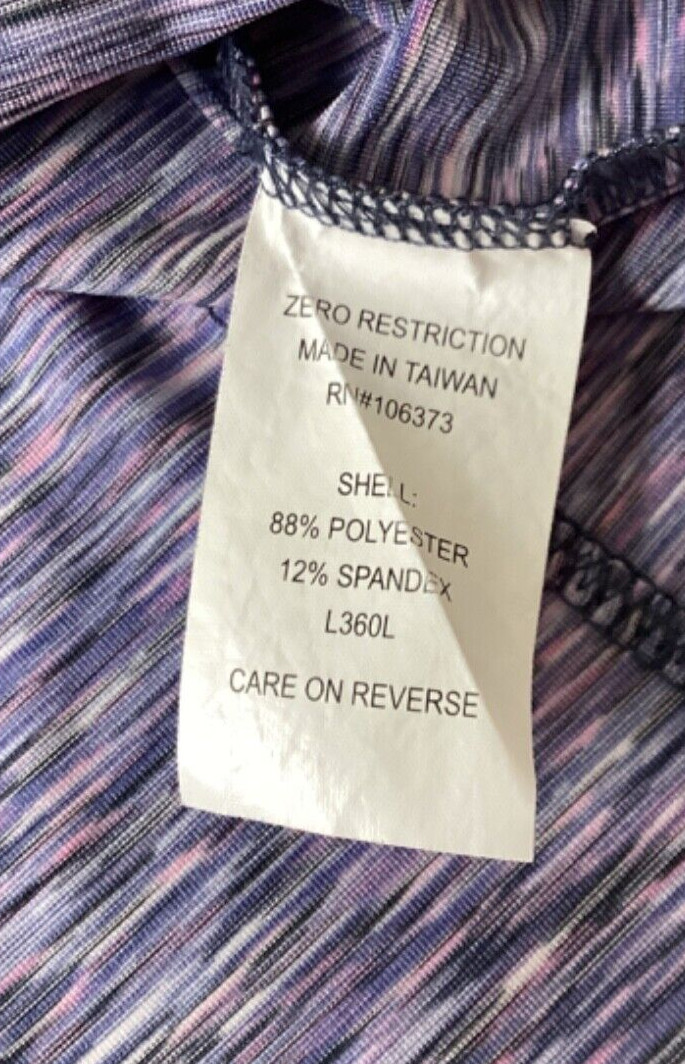 ZERO RESTRICTION
MADE IN TAIWAN
RN#106373
SHELL:
88% POLYESTER
12% SPANDEX
L360L
CARE ON REVERSE